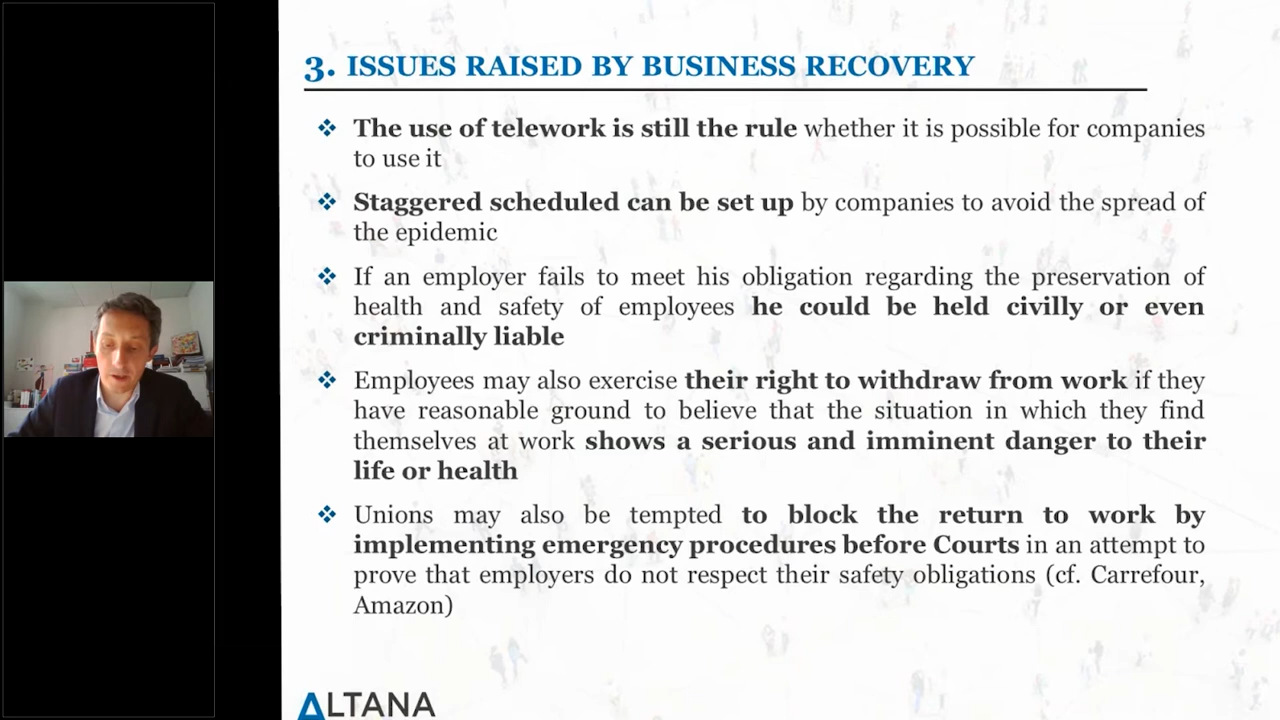 3. ISSUES RAISED BY BUSINESS RECOVERY
❖ The use of telework is still the rule whether it is possible for companies
to use it
❖ Staggered scheduled can be set up by companies to avoid the spread of
the epidemic
❖ If an employer fails to meet his obligation regarding the preservation of
health and safety of employees he could be held civilly or even
criminally liable
❖ Employees may also exercise their right to withdraw from work if they
have reasonable ground to believe that the situation in which they find
themselves at work shows a serious and imminent danger to their
life or health
❖ Unions may also be tempted to block the return to work by
implementing emergency procedures before Courts in an attempt to
prove that employers do not respect their safety obligations (cf. Carrefour,
Amazon)
ALTANA